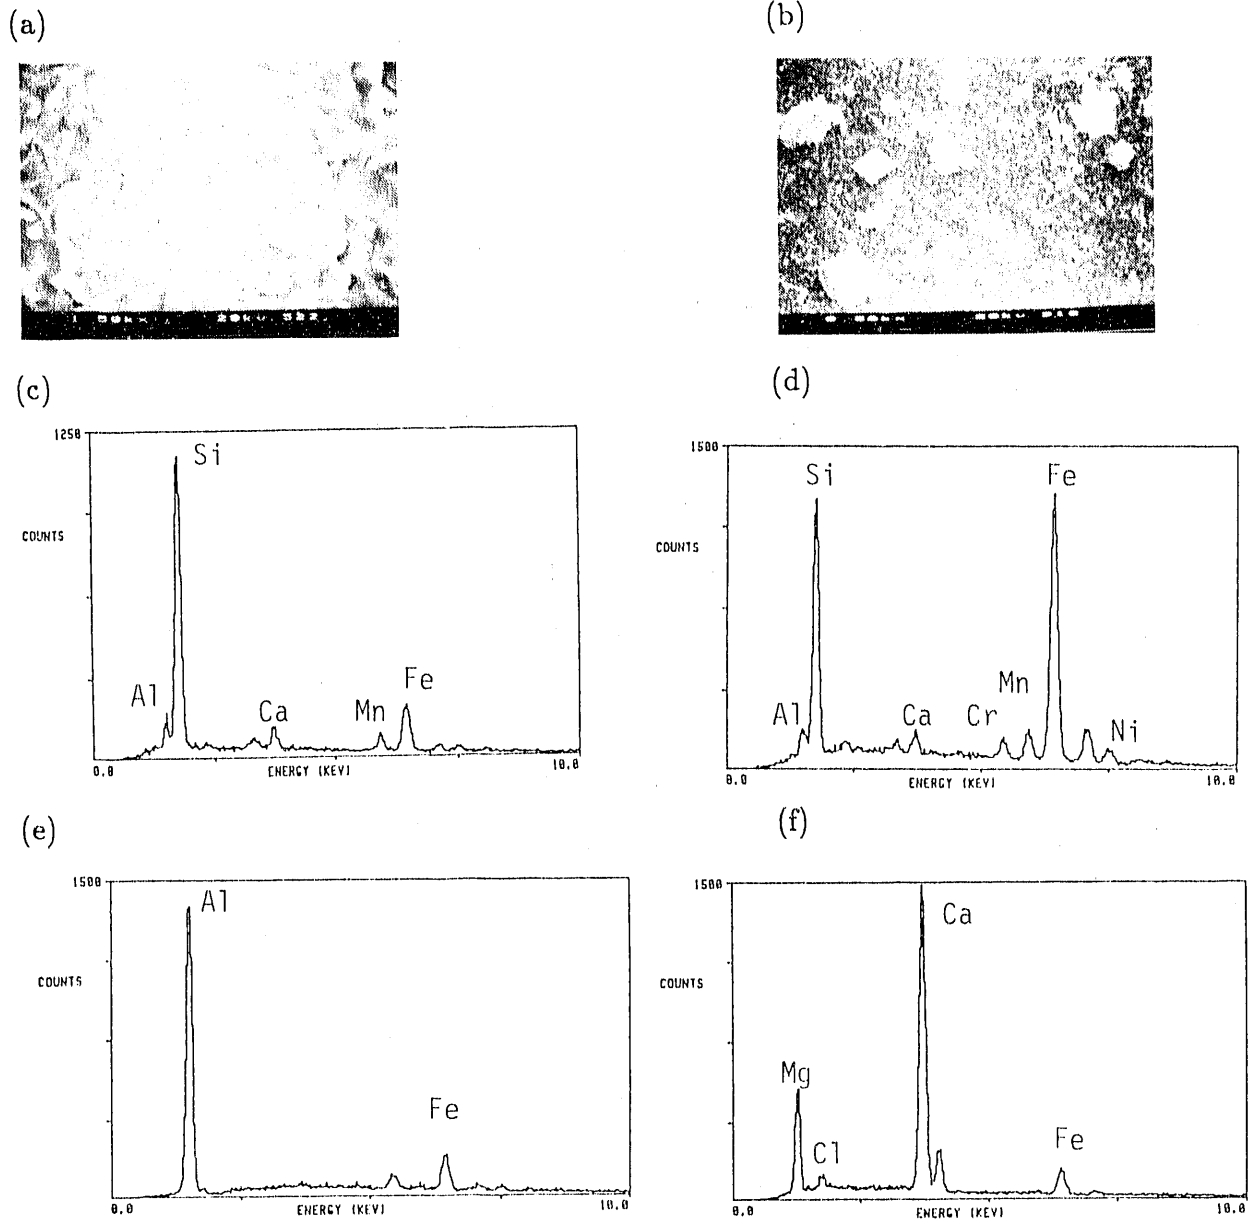 (a)
(b)
(c)
(d)
1250
Si
COUNTS
Al
Ca
Mn
Fe
0.0
ENERGY (KEV)
10.0
1500
Si
Fe
COUNTS
Al
Ca
Cr
Mn
Ni
0.0
ENERGY (KEV)
10.0
(e)
(f)
1500
Al
COUNTS
Fe
0.0
ENERGY (KEV)
10.0
1500
Ca
COUNTS
Mg
Cl
Fe
0.0
ENERGY (KEV)
10.0